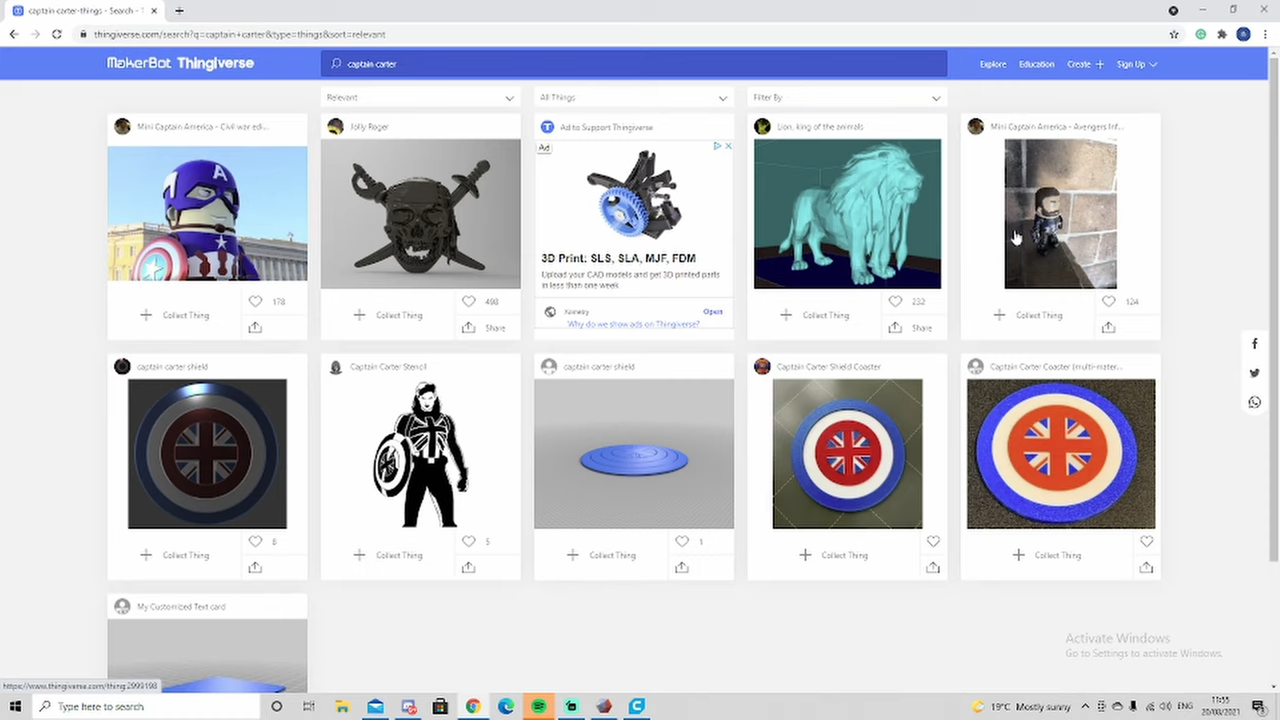 captain carter-things - Search - T
thingiverse.com/search?q=captain+carter&type=things&sort=relevant
MakerBot Thingiverse
captain carter
Explore
Education
Create
Sign Up
Relevant
All Things
Filter By
Mini Captain America - Civil war edi...
Jolly Roger
Ad to Support Thingiverse
Lion, king of the animals
Mini Captain America - Avengers Inf...
Ad
A
3D Print: SLS, SLA, MJF, FDM
Upload your CAD models and get 3D printed parts
in less than one week
Xometry
Open
Why do we show ads on Thingiverse?
Collect Thing
178
Collect Thing
498
Share
Collect Thing
232
Share
Collect Thing
124
captain carter shield
Captain Carter Stencil
captain carter shield
Captain Carter Shield Coaster
Captain Carter Coaster (multi-mater...
Collect Thing
8
Collect Thing
5
Collect Thing
1
Collect Thing
Collect Thing
My Customized Text card
Activate Windows
Go to Settings to activate Windows.
https://www.thingiverse.com/thing:2999198
Type here to search
19°C Mostly sunny
ENG
11:55
20/08/2021